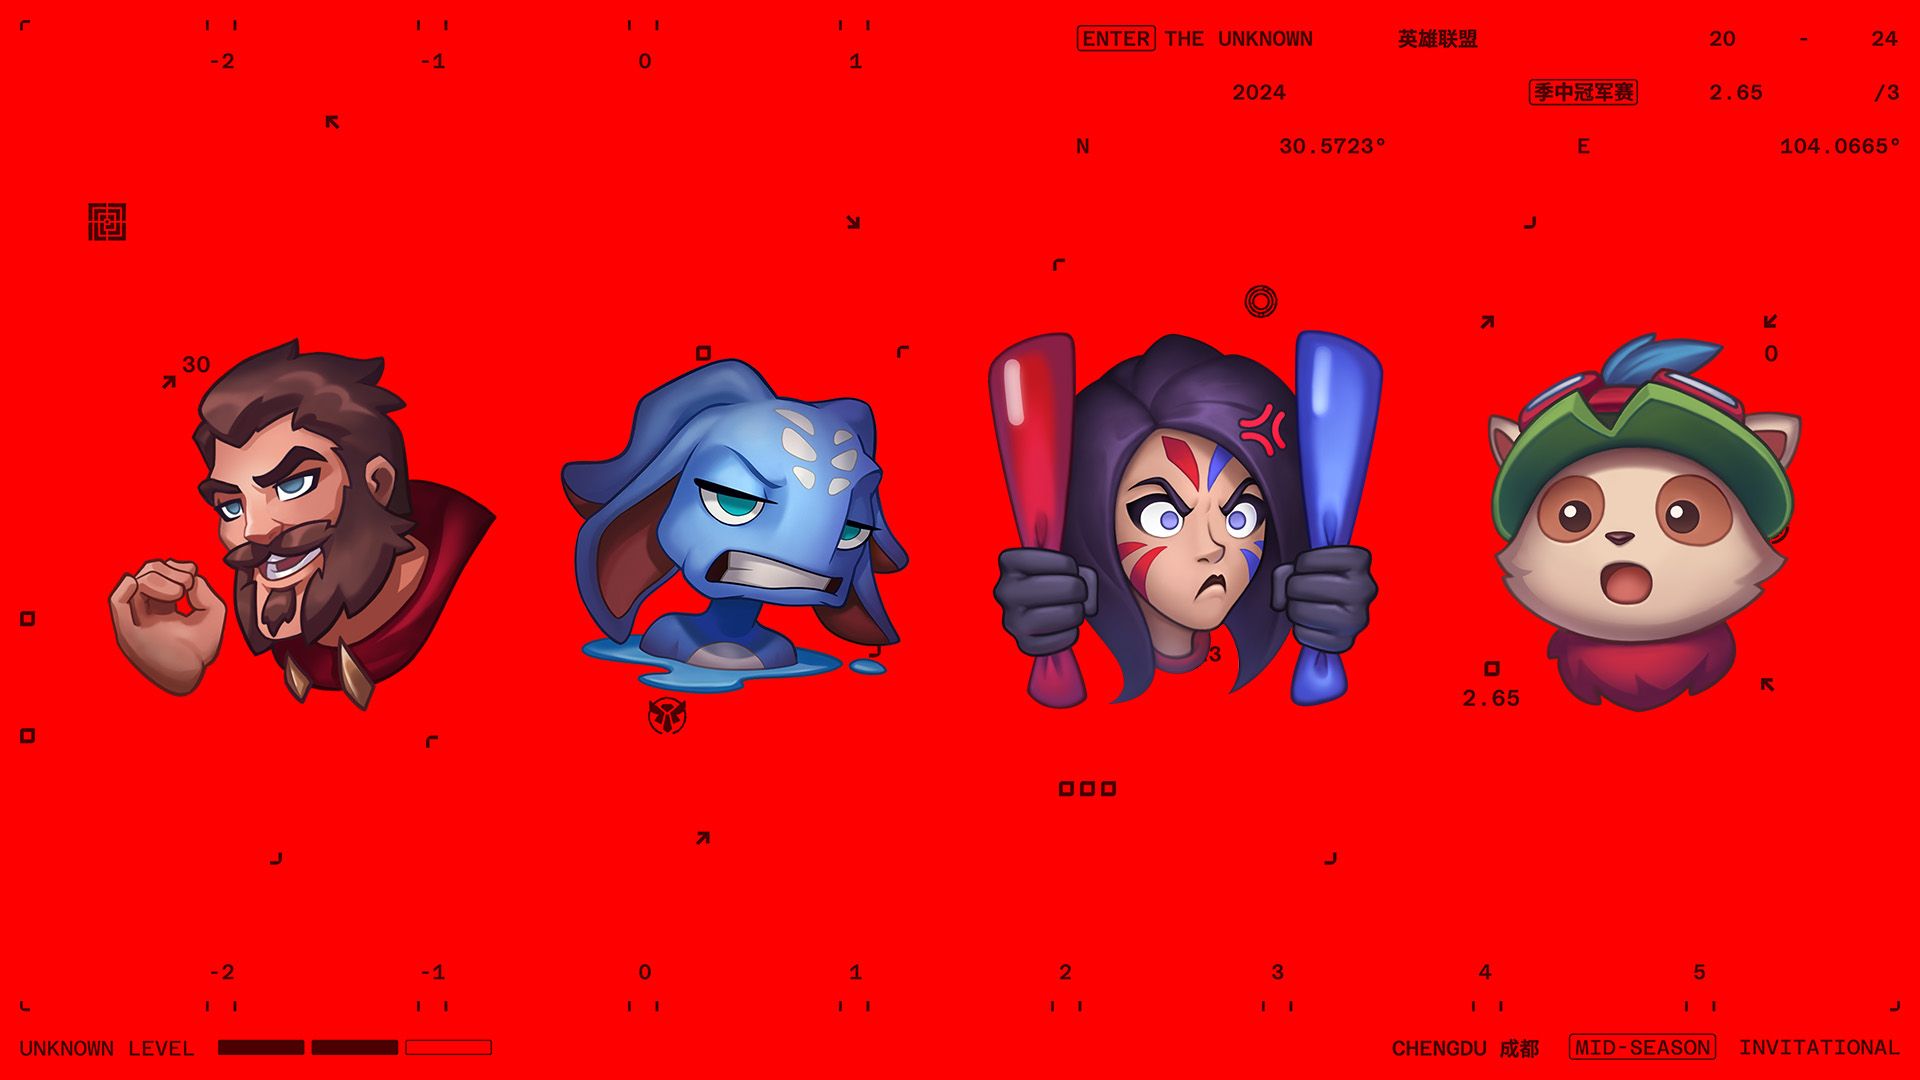 -2 -1 0 1
ENTER THE UNKNOWN 英雄联盟 20 - 24
2024 季中冠军赛 2.65 /3
N 30.5723° E 104.0665°
30
0
2.65
-2 -1 0 1 2 3 4 5
UNKNOWN LEVEL
CHENGDU 成都 MID-SEASON INVITATIONAL